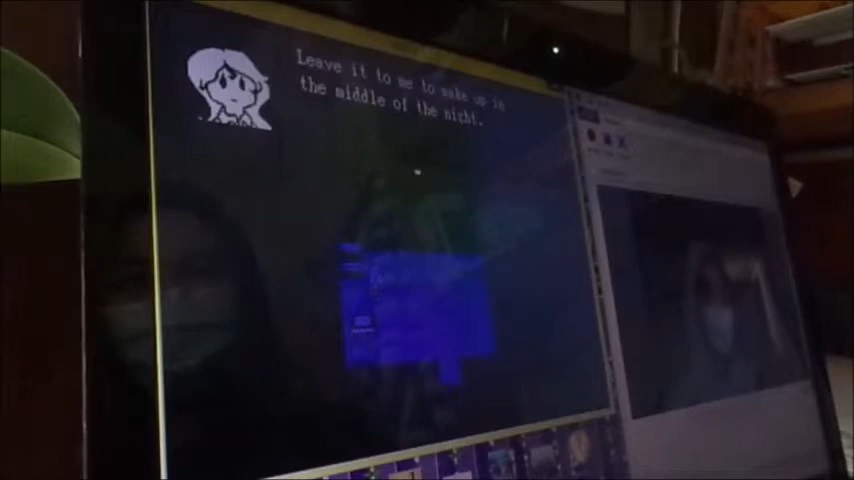 Leave it to me to wake up in
the middle of the night.